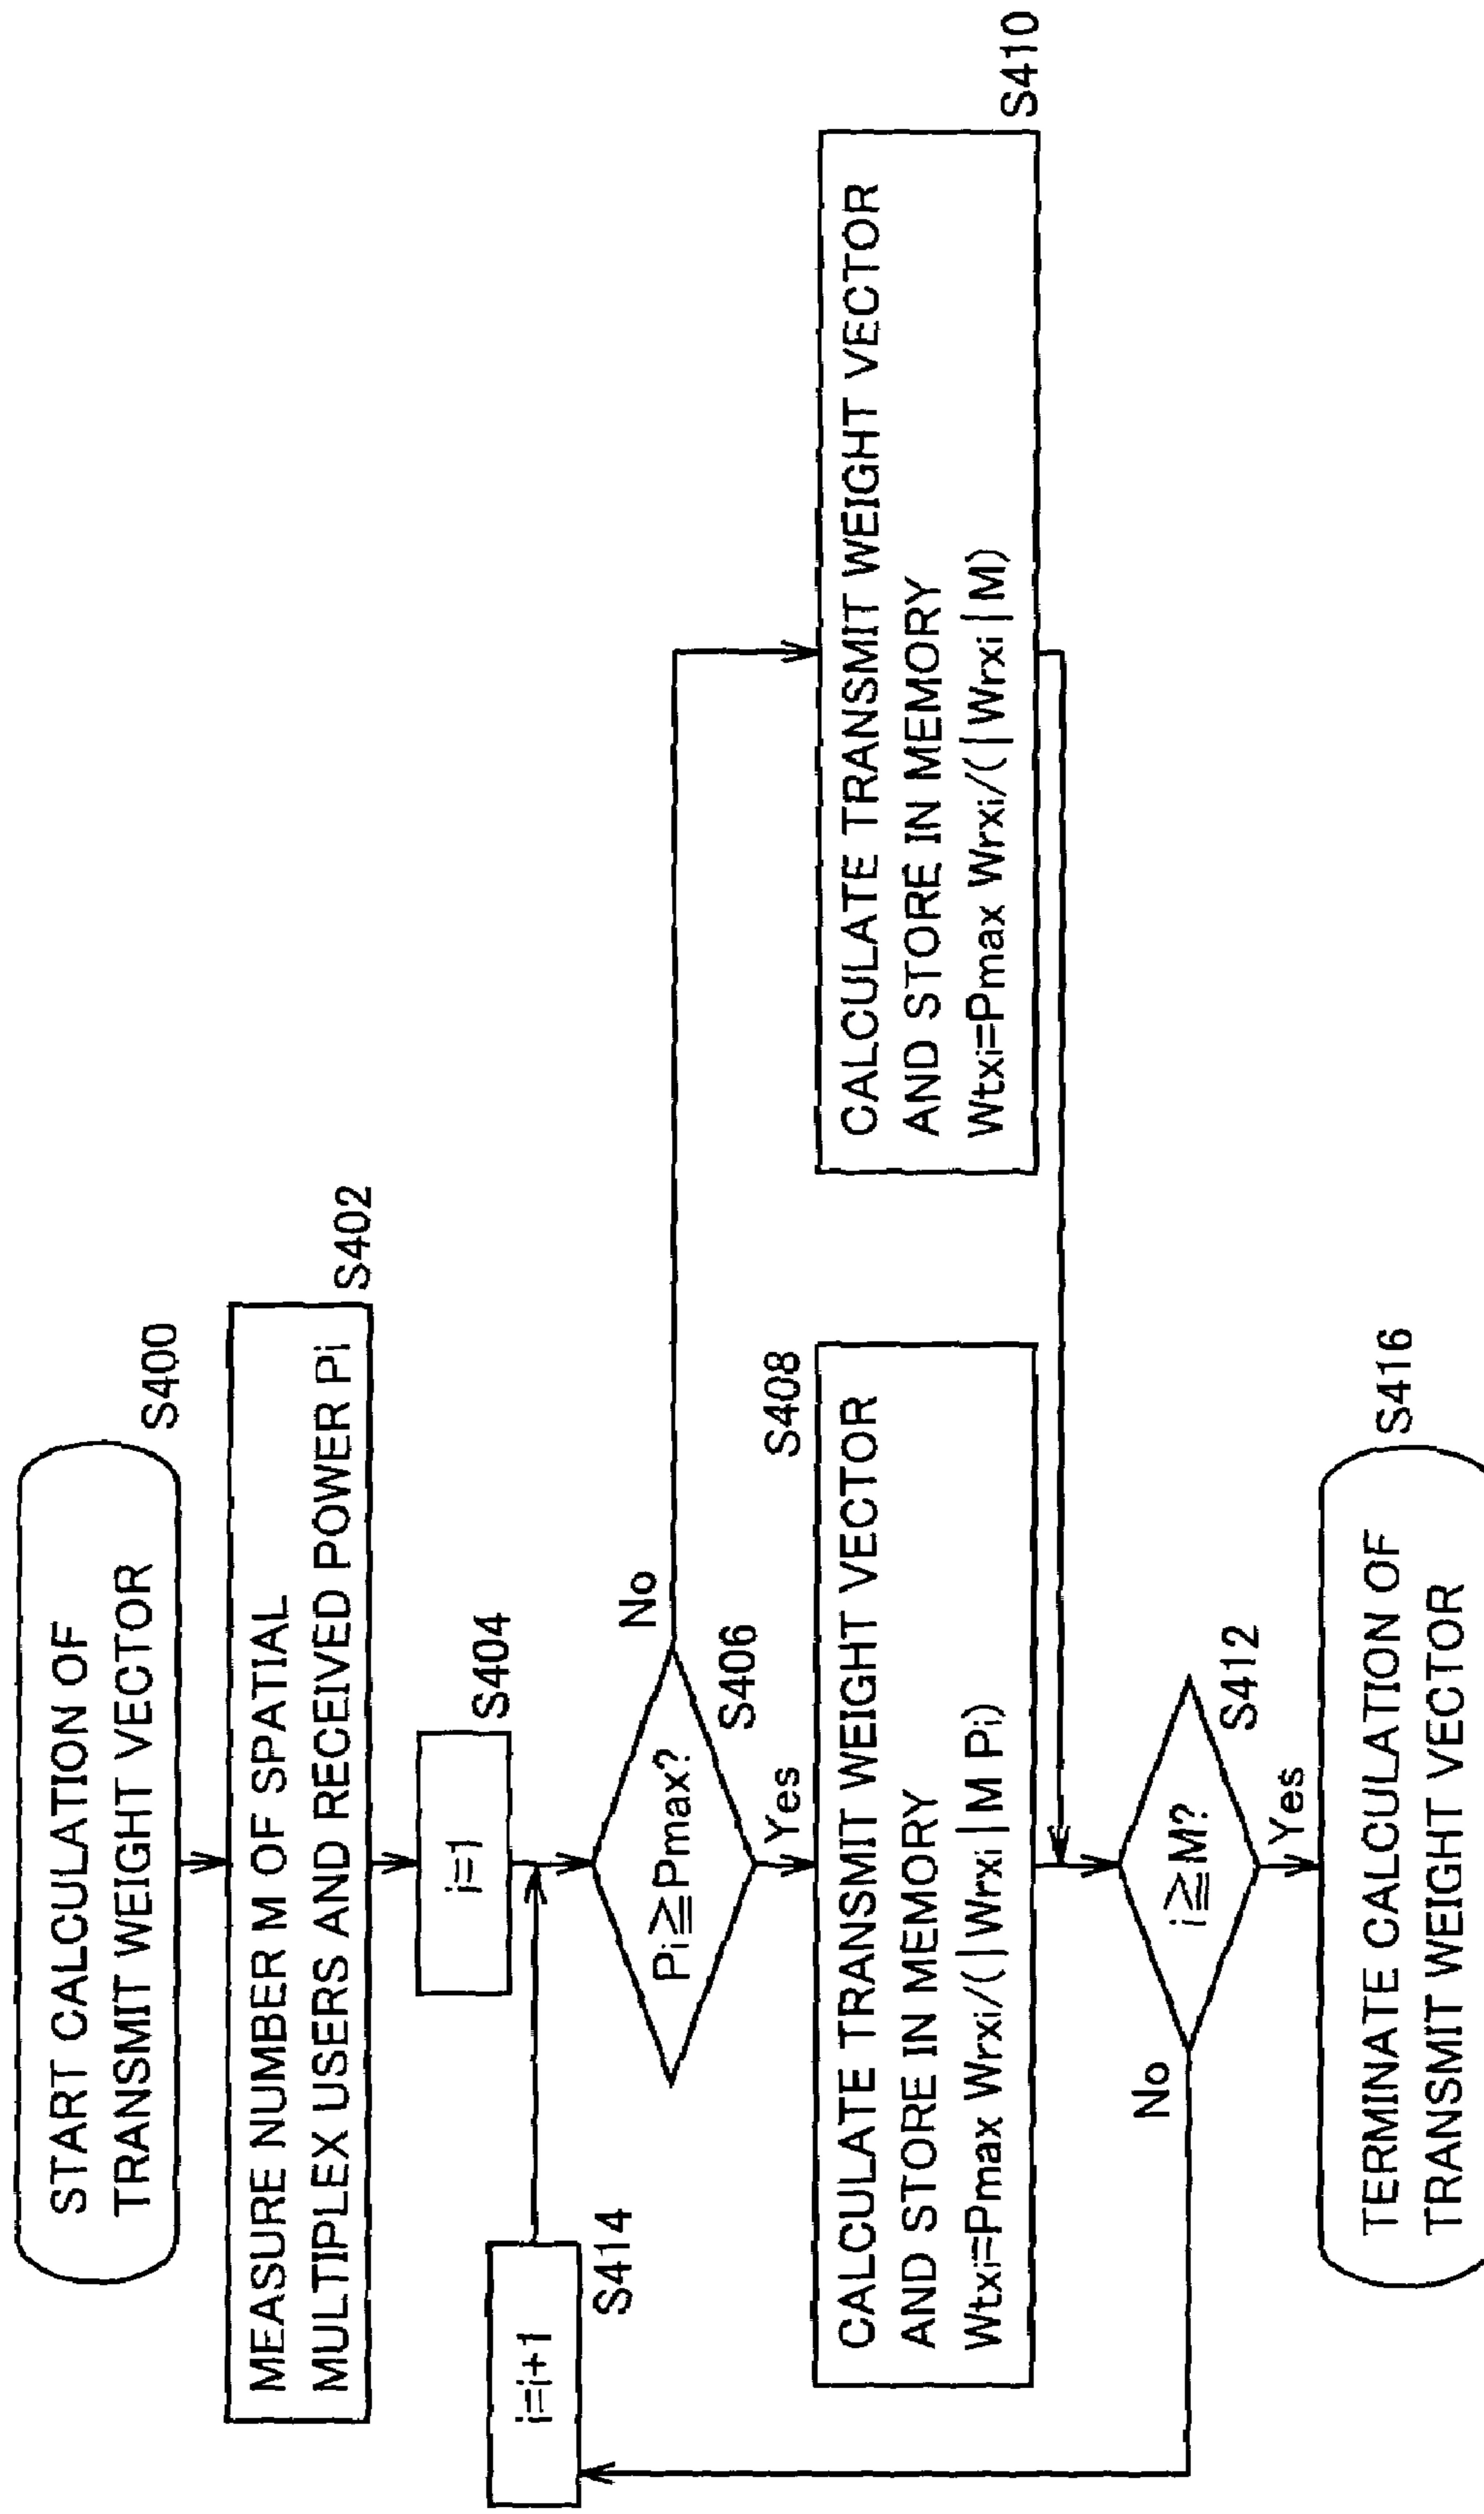 START CALCULATION OF
TRANSMIT WEIGHT VECTOR
S400
MEASURE NUMBER M OF SPATIAL
MULTIPLEX USERS AND RECEIVED POWER Pi
S402
i=1
S404
i=i+1
S414
Pi≧Pmax?
S406
No
Yes
S408
CALCULATE TRANSMIT WEIGHT VECTOR
AND STORE IN MEMORY
Wtxi=Pmax Wrxi/(|Wrxi|M Pi)
CALCULATE TRANSMIT WEIGHT VECTOR
AND STORE IN MEMORY
Wtxi=Pmax Wrxi/(|Wrxi|M)
S410
i≧M?
S412
No
Yes
TERMINATE CALCULATION OF
TRANSMIT WEIGHT VECTOR
S416